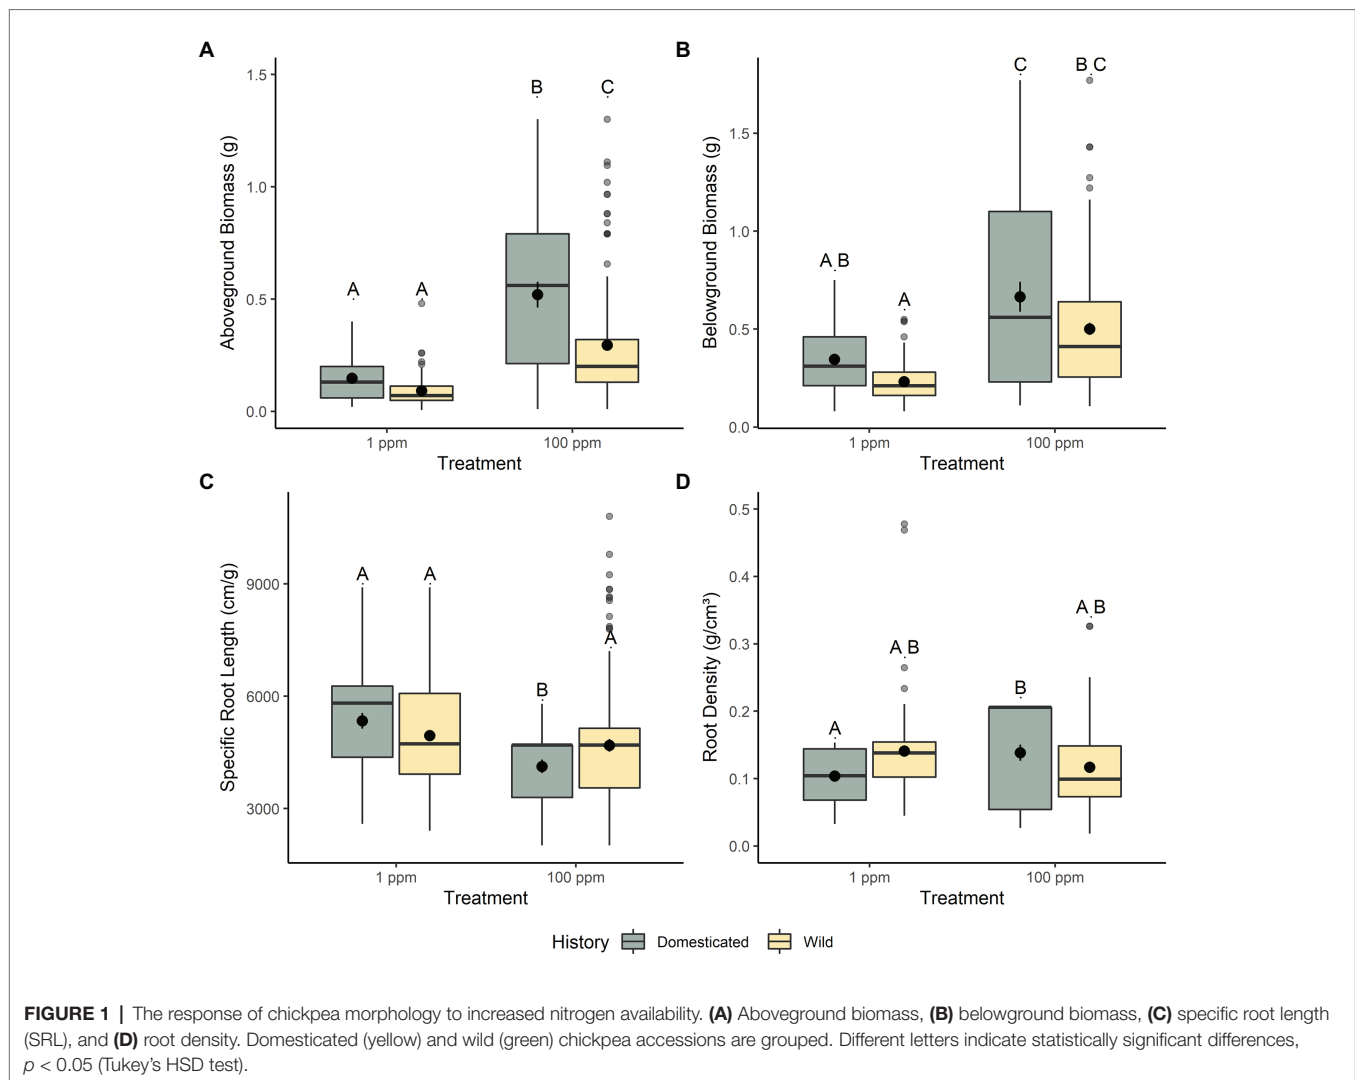 A
1.5
1.0
0.5
0.0
Aboveground Biomass (g)
A
A
B
C
1 ppm
100 ppm
Treatment
B
1.5
1.0
0.5
0.0
Belowground Biomass (g)
A B
A
C
B C
1 ppm
100 ppm
Treatment
C
9000
6000
3000
Specific Root Length (cm/g)
A
A
B
A
1 ppm
100 ppm
Treatment
D
0.5
0.4
0.3
0.2
0.1
0.0
Root Density (g/cm³)
A
A B
B
A B
1 ppm
100 ppm
Treatment
History Domesticated Wild
FIGURE 1 | The response of chickpea morphology to increased nitrogen availability. (A) Aboveground biomass, (B) belowground biomass, (C) specific root length
(SRL), and (D) root density. Domesticated (yellow) and wild (green) chickpea accessions are grouped. Different letters indicate statistically significant differences,
p < 0.05 (Tukey’s HSD test).